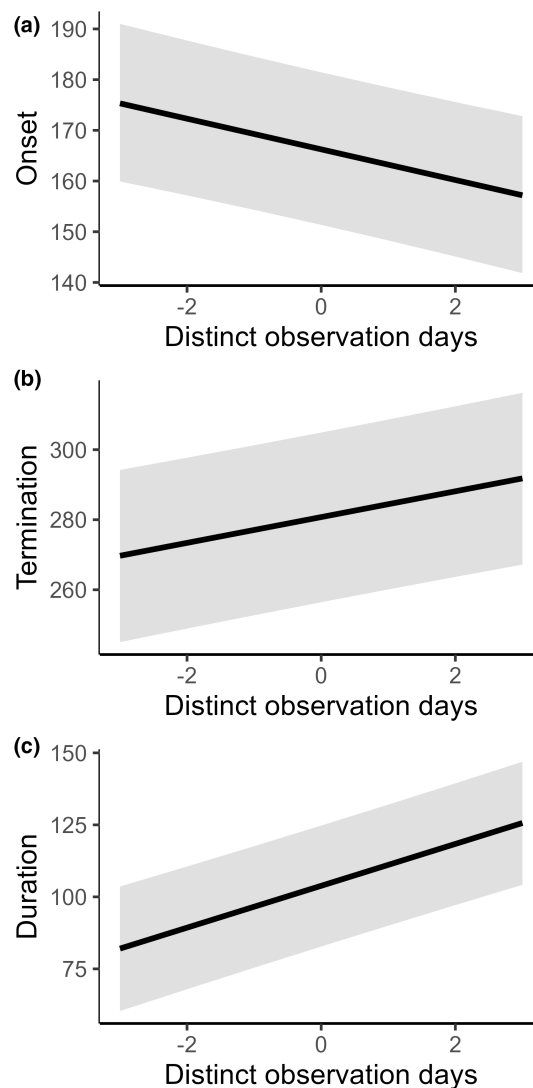 (a)
190
180
170
160
150
140
Onset
-2 0 2
Distinct observation days
(b)
300
280
260
Termination
-2 0 2
Distinct observation days
(c)
150
125
100
75
Duration
-2 0 2
Distinct observation days